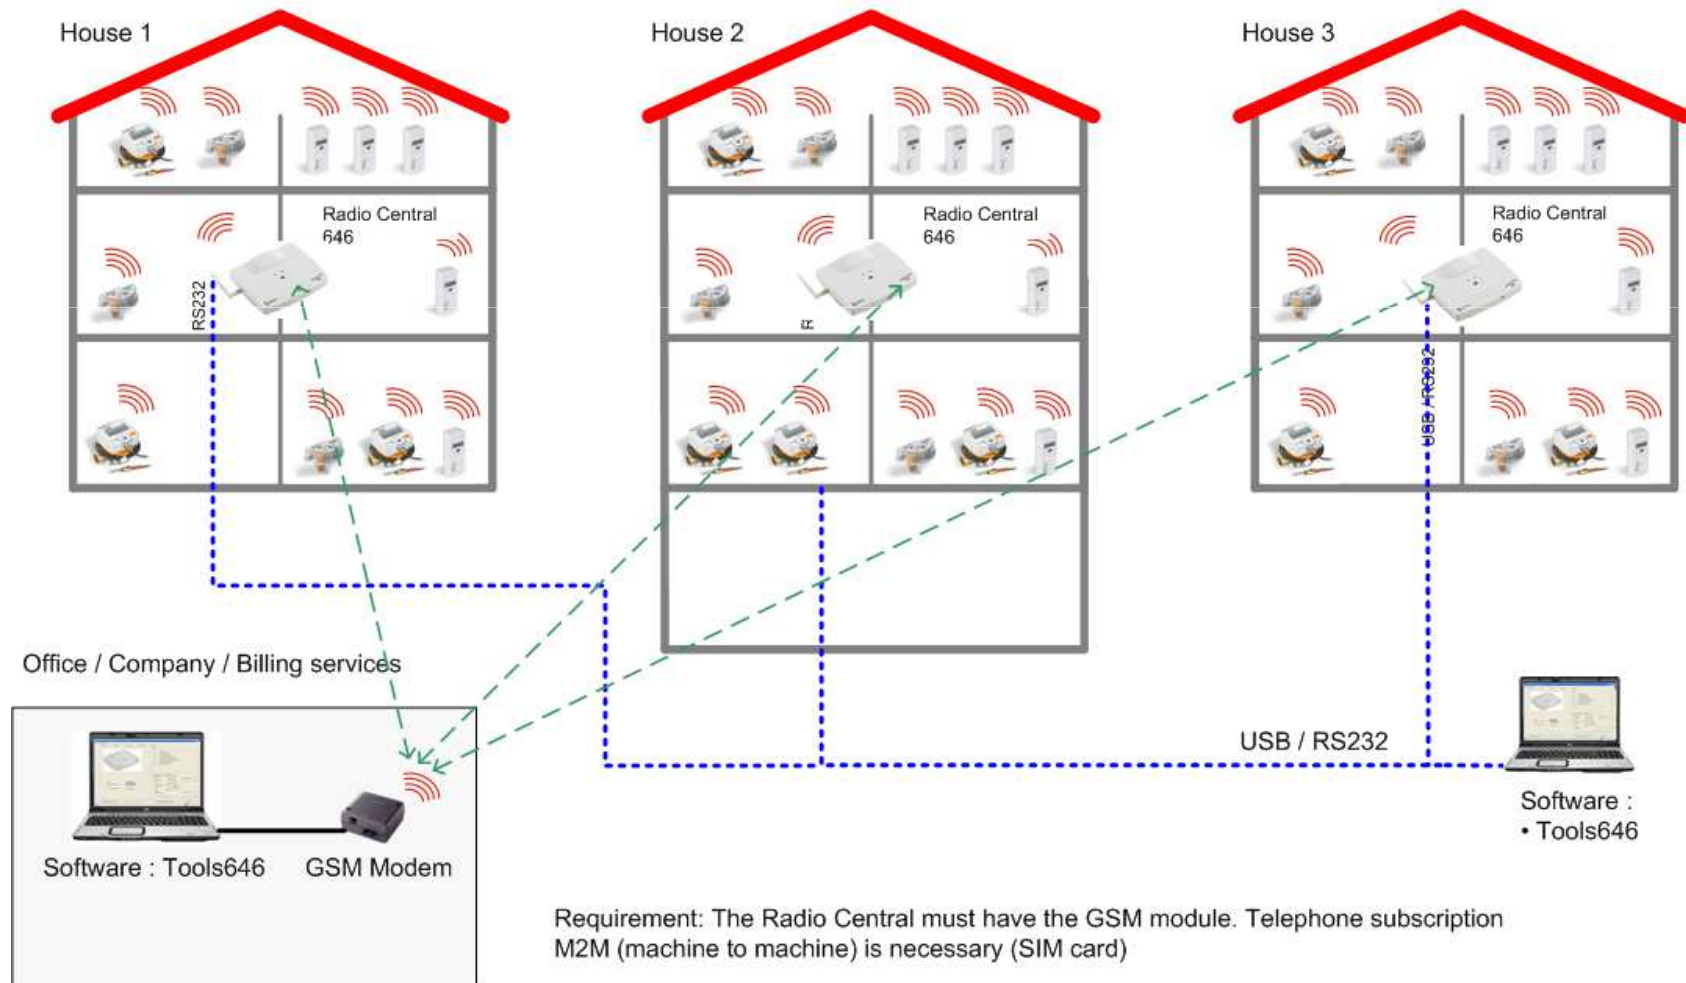 House 1
House 2
House 3
Radio Central
646
Radio Central
646
Radio Central
646
RS232
R
USB / RS232
Office / Company / Billing services
USB / RS232
Software :
• Tools646
Software : Tools646
GSM Modem
Requirement: The Radio Central must have the GSM module. Telephone subscription
M2M (machine to machine) is necessary (SIM card)